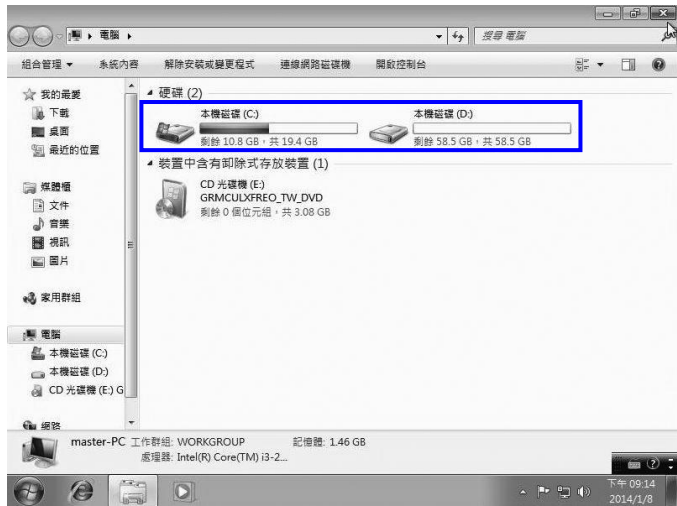 電腦
搜尋 電腦
組合管理 系統內容 解除安裝或變更程式 連線網路磁碟機 開啟控制台
我的最愛
下載
桌面
最近的位置
媒體櫃
文件
音樂
視訊
圖片
家用群組
電腦
本機磁碟 (C:)
本機磁碟 (D:)
CD 光碟機 (E:) G
網路
硬碟 (2)
本機磁碟 (C:)
剩餘 10.8 GB,共 19.4 GB
本機磁碟 (D:)
剩餘 58.5 GB,共 58.5 GB
裝置中含有卸除式存放裝置 (1)
CD 光碟機 (E:)
GRMCULXFREO_TW_DVD
剩餘 0 個位元組,共 3.08 GB
master-PC 工作群組: WORKGROUP 記憶體: 1.46 GB
處理器: Intel(R) Core(TM) i3-2...
下午 09:14
2014/1/8